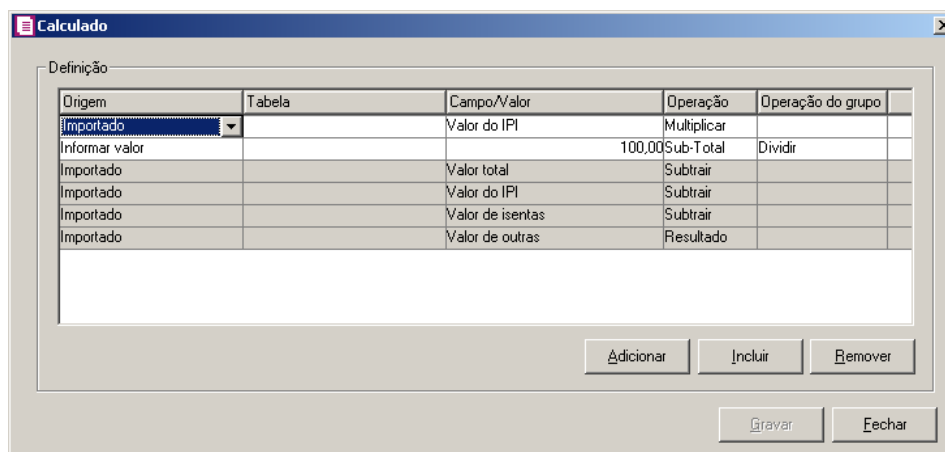 Calculado
Definição
Origem Tabela Campo/Valor Operação Operação do grupo
Importado Valor do IPI Multiplicar
Informar valor 100,00 Sub-Total Dividir
Importado Valor total Subtrair
Importado Valor do IPI Subtrair
Importado Valor de isentas Subtrair
Importado Valor de outras Resultado
Adicionar Incluir Remover
Gravar Fechar